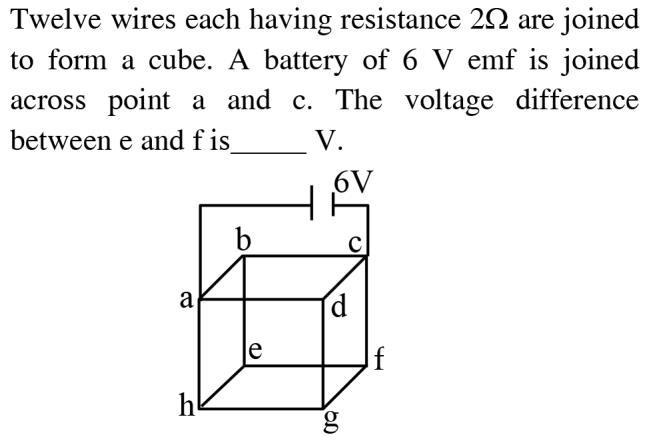 Twelve wires each having resistance 2Ω are joined
to form a cube. A battery of 6 V emf is joined
across point a and c. The voltage difference
between e and f is_____ V.
6V
b
c
a
d
e
f
h
g